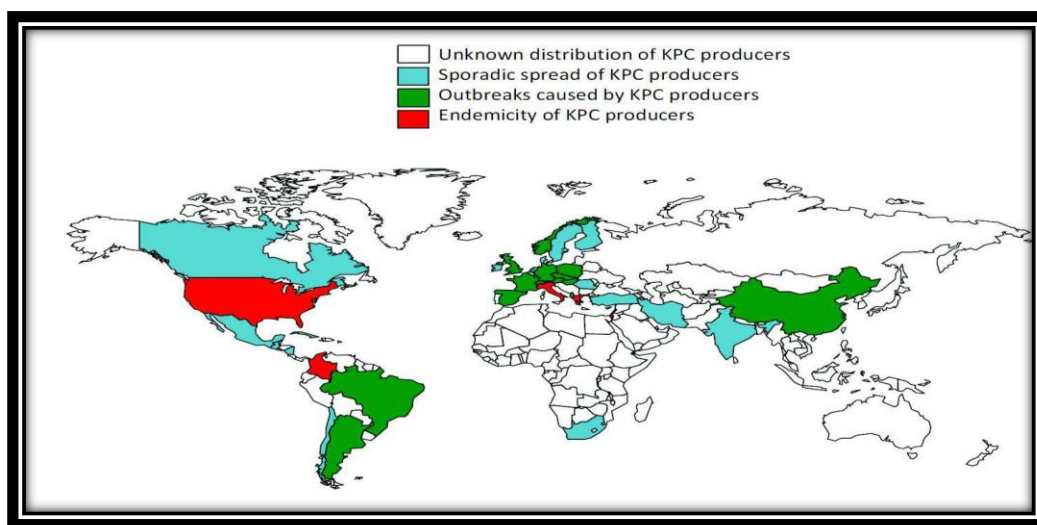 Unknown distribution of KPC producers
Sporadic spread of KPC producers
Outbreaks caused by KPC producers
Endemicity of KPC producers